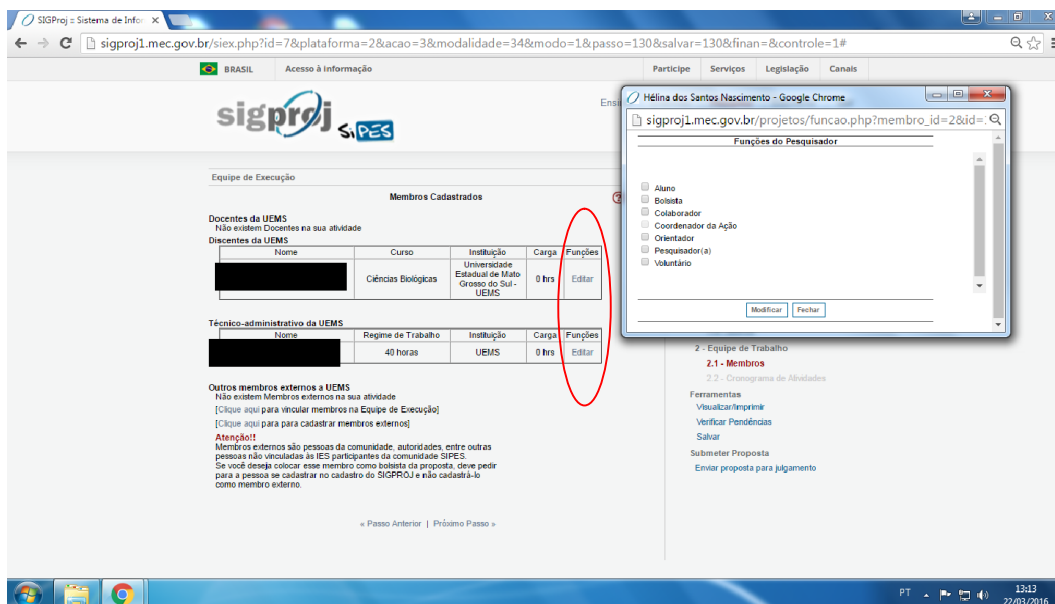 SIGProj :: Sistema de Infor
sigproj1.mec.gov.br/siex.php?id=7&plataforma=2&acao=3&modalidade=34&modo=1&passo=130&salvar=130&finan=&controle=1#
BRASIL Acesso à informação Participe Serviços Legislação Canais
sigproj SiPES
Equipe de Execução
Membros Cadastrados
Docentes da UEMS
Não existem Docentes na sua atividade
Discentes da UEMS
Nome Curso Instituição Carga Funções
Ciências Biológicas Universidade Estadual de Mato Grosso do Sul - UEMS 0 hrs Editar
Técnico-administrativo da UEMS
Nome Regime de Trabalho Instituição Carga Funções
40 horas UEMS 0 hrs Editar
Outros membros externos a UEMS
Não existem Membros externos na sua atividade
[Clique aqui para vincular membros na Equipe de Execução]
[Clique aqui para para cadastrar membros externos]
Atenção!!
Membros externos são pessoas da comunidade, autoridades, entre outras
pessoas não vinculadas às IES participantes da comunidade SIPES.
Se você deseja colocar esse membro como bolsista da proposta, deve pedir
para a pessoa se cadastrar no cadastro do SIGPROJ e não cadastrá-lo
como membro externo.
« Passo Anterior | Próximo Passo »
Hélina dos Santos Nascimento - Google Chrome
sigproj1.mec.gov.br/projetos/funcao.php?membro_id=2&id=
Funções do Pesquisador
Aluno
Bolsista
Colaborador
Coordenador da Ação
Orientador
Pesquisador(a)
Voluntário
Modificar Fechar
2 - Equipe de Trabalho
2.1 - Membros
2.2 - Cronograma de Atividades
Ferramentas
Visualizar/Imprimir
Verificar Pendências
Salvar
Submeter Proposta
Enviar proposta para julgamento
PT 13:13
22/03/2016